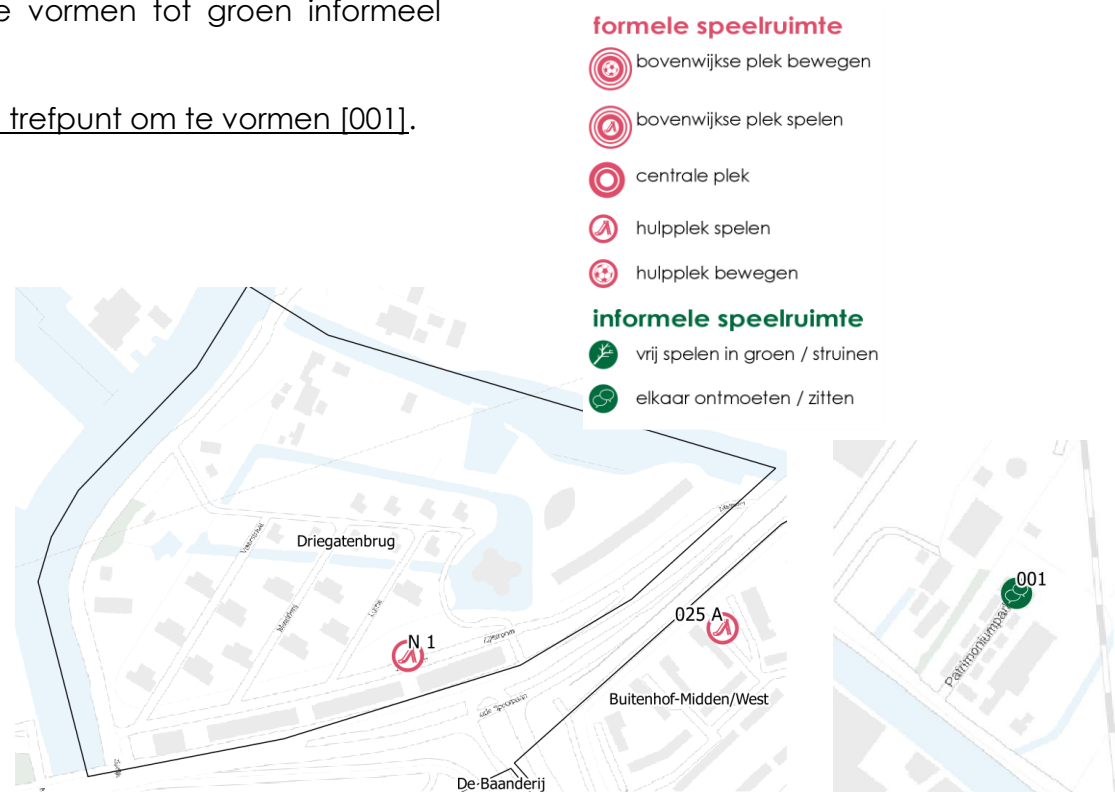 e vormen tot groen informeel
trefpunt om te vormen [001].
formele speelruimte
bovenwijkse plek bewegen
bovenwijkse plek spelen
centrale plek
hulpplek spelen
hulpplek bewegen
informele speelruimte
vrij spelen in groen / struinen
elkaar ontmoeten / zitten
Driegatenbrug
N 1
025 A
Buitenhof-Midden/West
De Baanderij
001
Patrimoniumpark